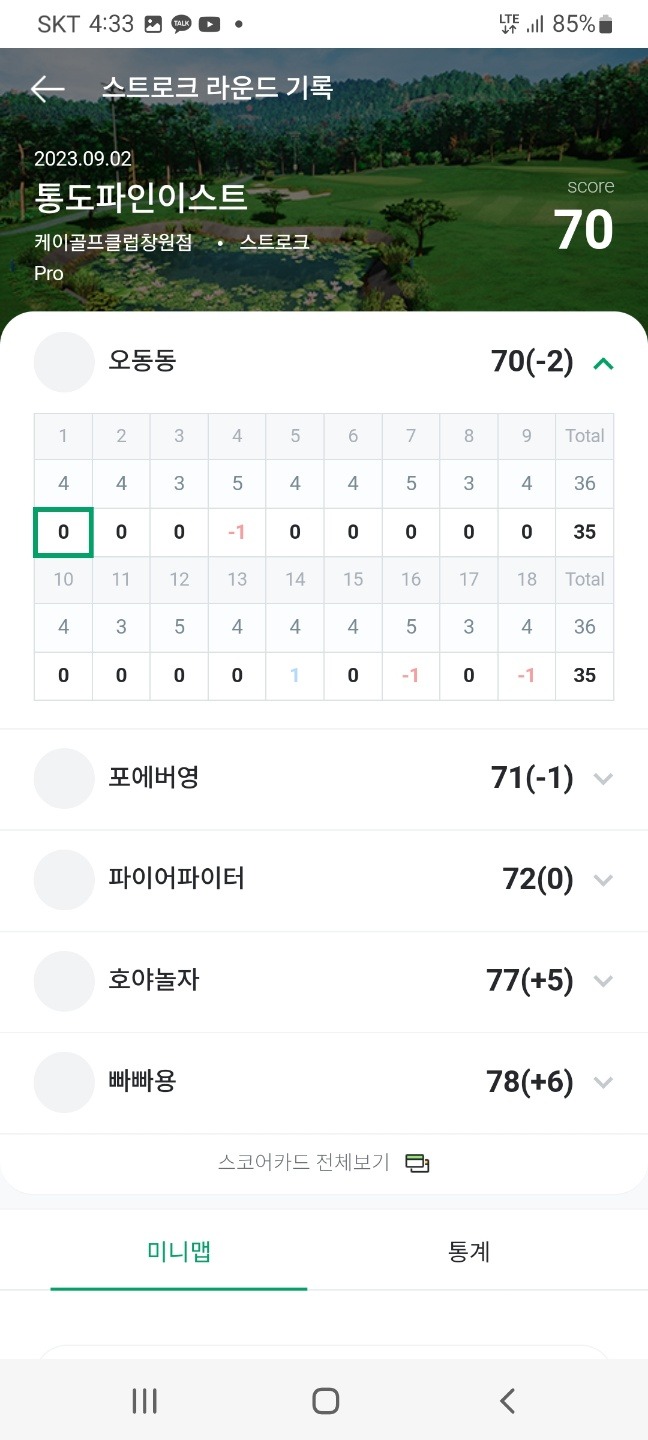 SKT 4:33 TALK LTE 85%
스트로크 라운드 기록
2023.09.02
통도파인이스트
score
70
케이골프클럽창원점 • 스트로크
Pro
오동동 70(-2)
1 2 3 4 5 6 7 8 9 Total
4 4 3 5 4 4 5 3 4 36
0 0 0 -1 0 0 0 0 0 35
10 11 12 13 14 15 16 17 18 Total
4 3 5 4 4 4 5 3 4 36
0 0 0 0 1 0 -1 0 -1 35
포에버영 71(-1)
파이어파이터 72(0)
호야놀자 77(+5)
빠빠용 78(+6)
스코어카드 전체보기
미니맵 통계